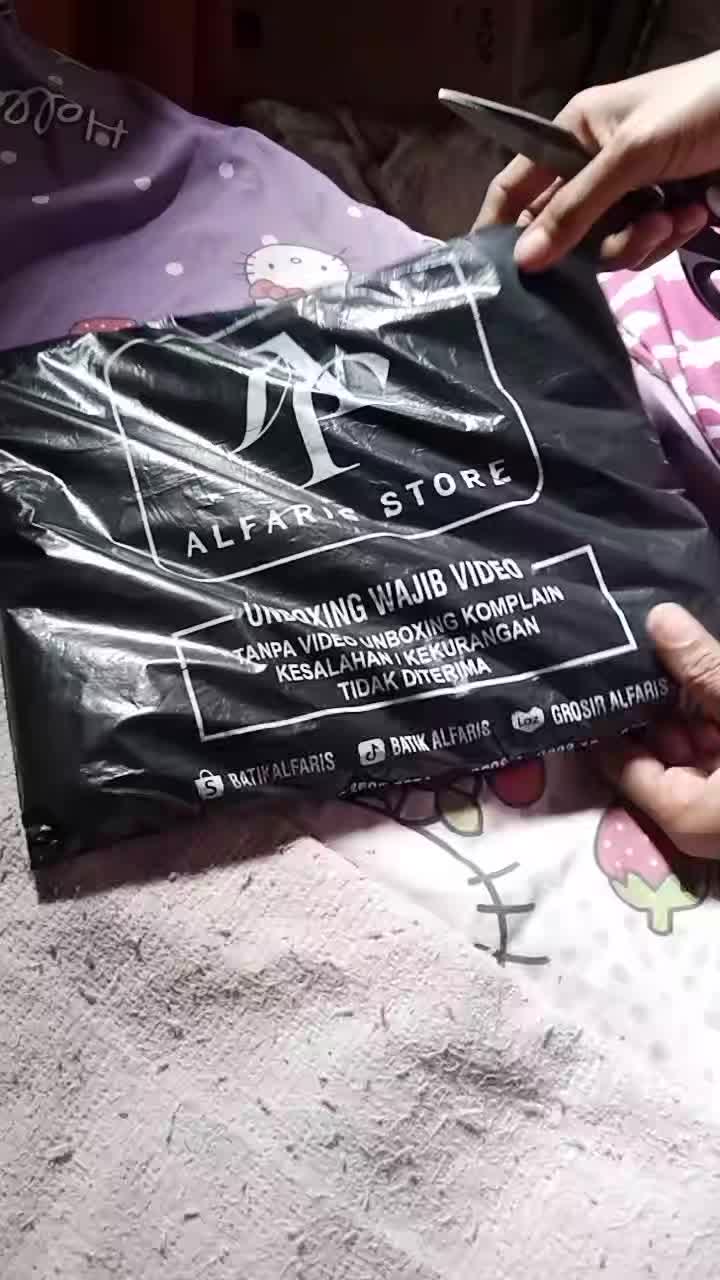 Hello
ALFARIS STORE
UNBOXING WAJIB VIDEO
TANPA VIDEO UNBOXING KOMPLAIN
KESALAHAN / KEKURANGAN
TIDAK DITERIMA
BATIKALFARIS
BATIK ALFARIS
Laz GROSIR ALFARIS